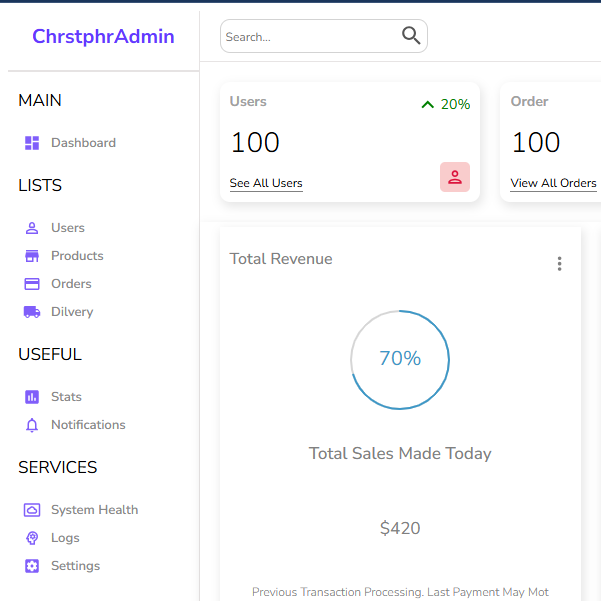 ChrstphrAdmin
Search...
MAIN
Dashboard
LISTS
Users
Products
Orders
Dilvery
USEFUL
Stats
Notifications
SERVICES
System Health
Logs
Settings
Users
20%
100
See All Users
Order
100
View All Orders
Total Revenue
70%
Total Sales Made Today
$420
Previous Transaction Processing. Last Payment May Mot